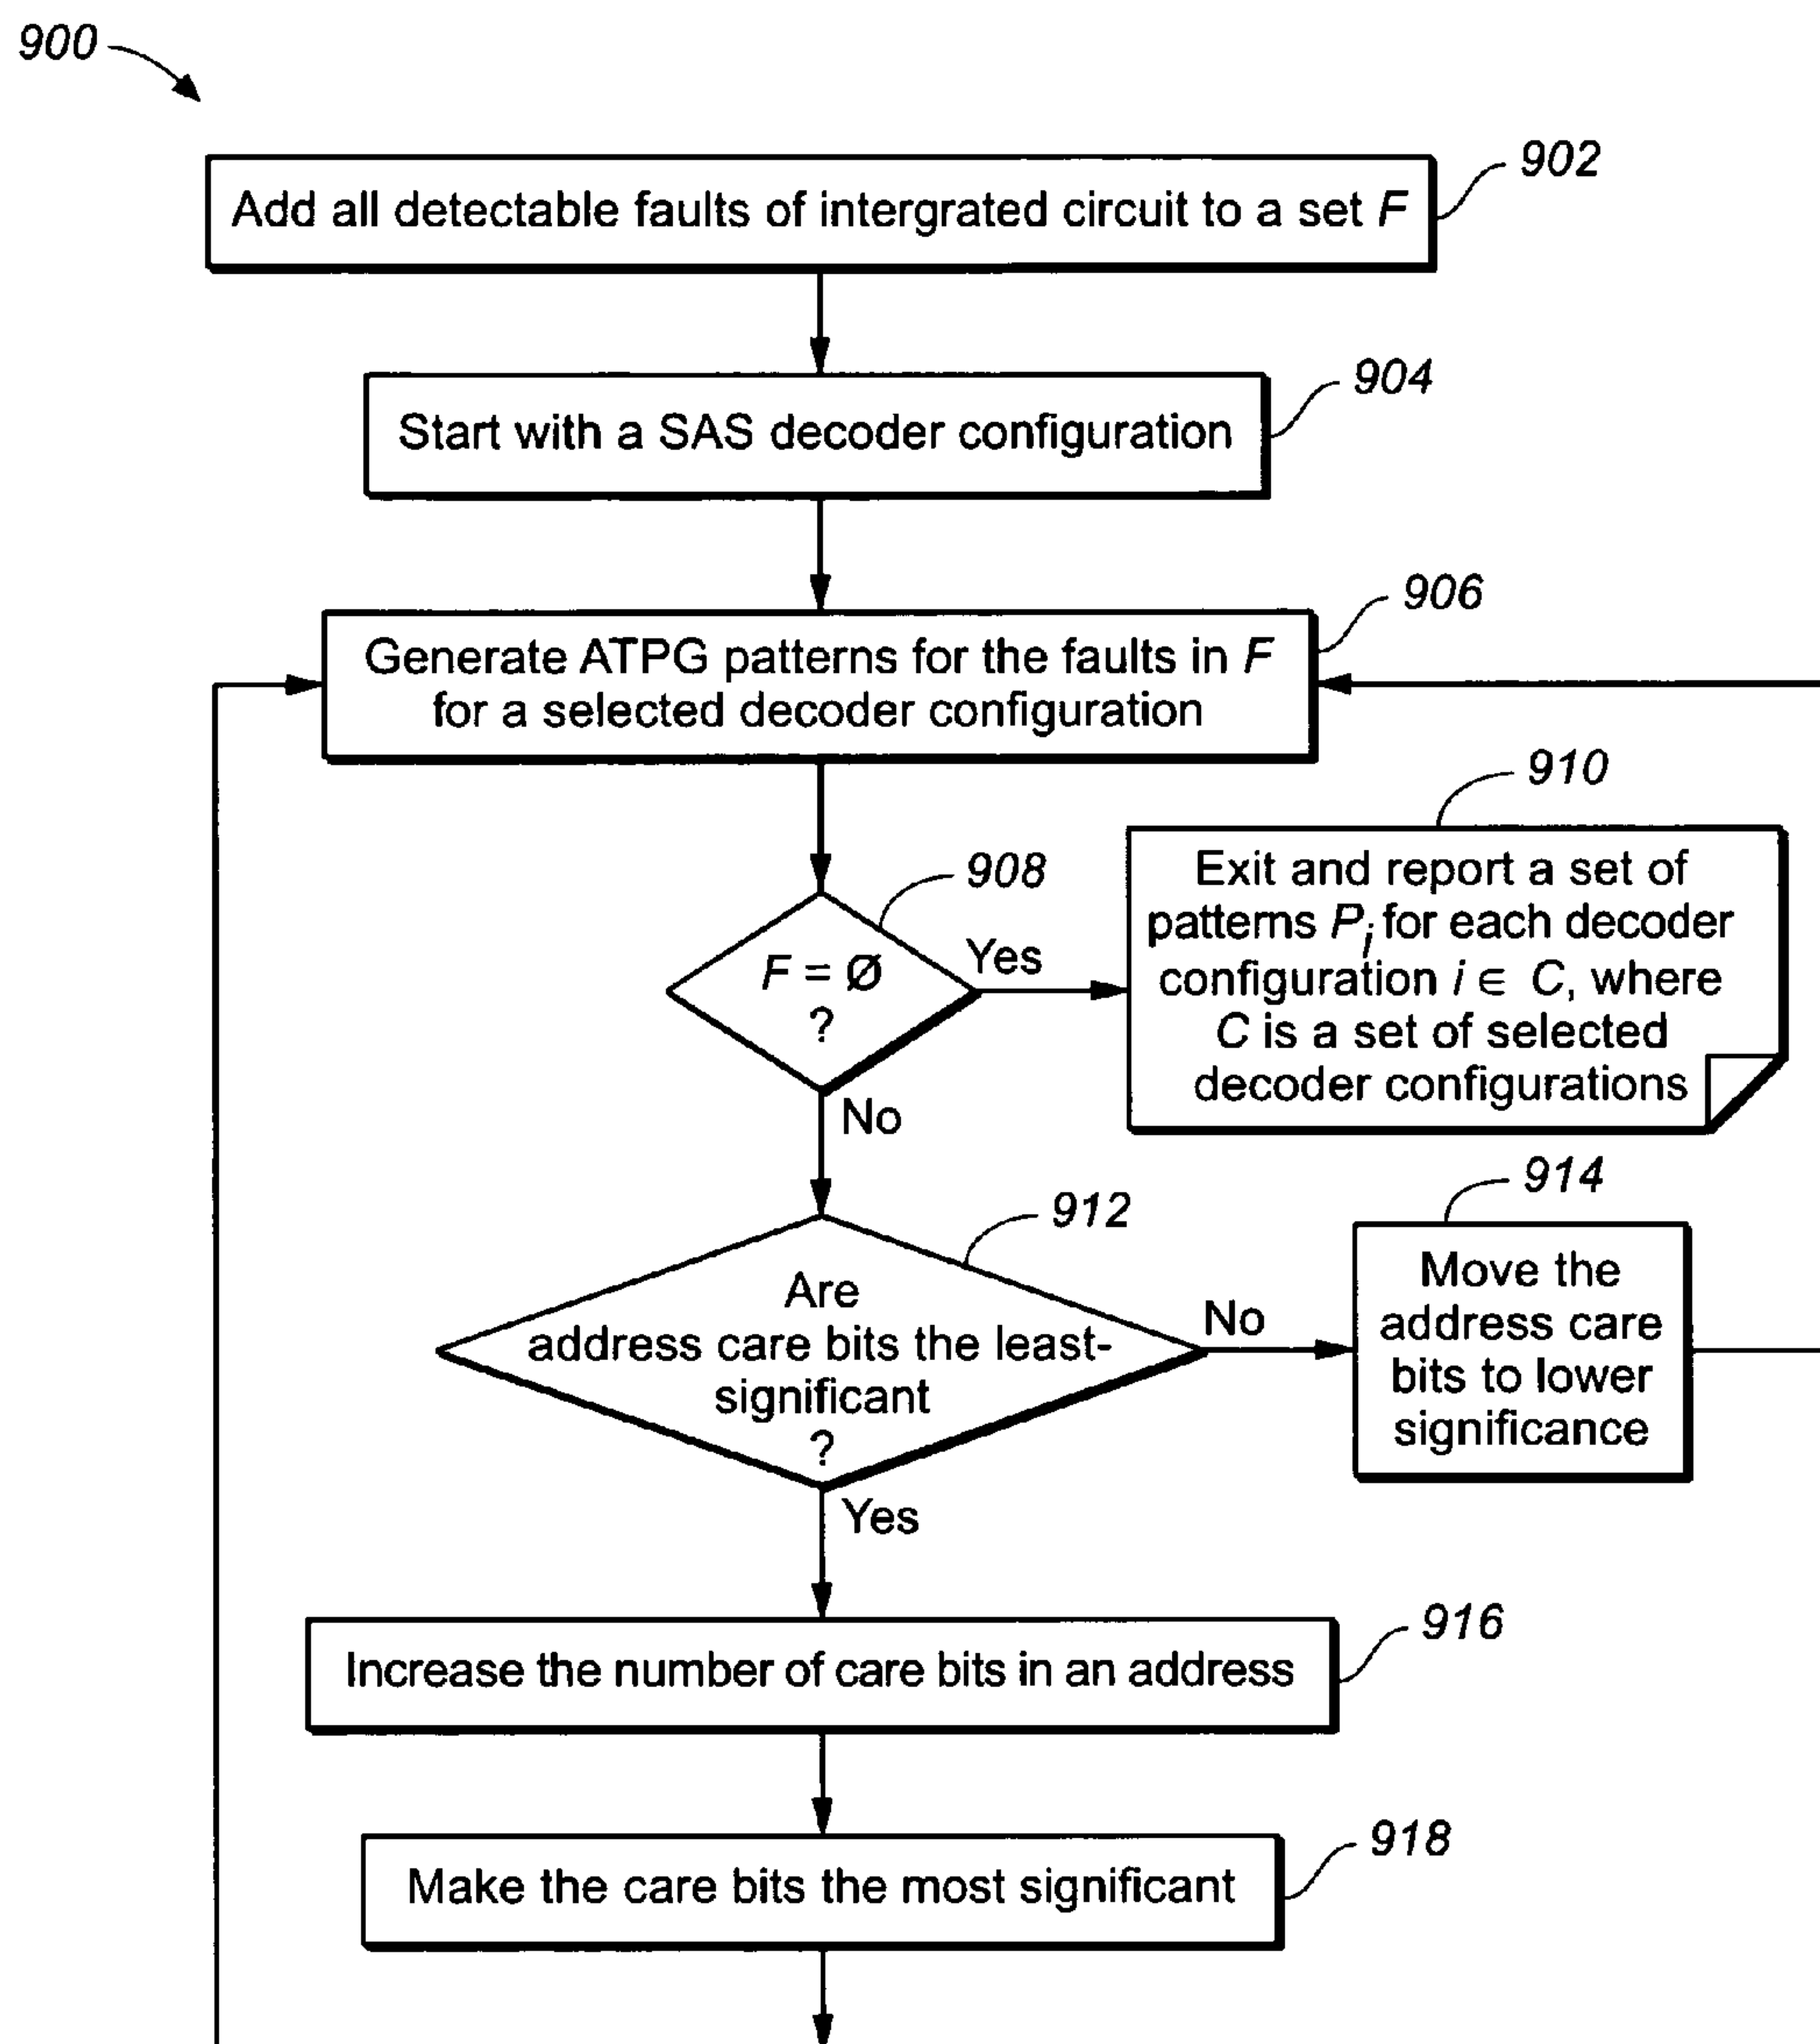 900
902
Add all detectable faults of intergrated circuit to a set F
904
Start with a SAS decoder configuration
906
Generate ATPG patterns for the faults in F
for a selected decoder configuration
910
Exit and report a set of
patterns Pi for each decoder
configuration i ∈ C, where
C is a set of selected
decoder configurations
908
F = Ø
?
Yes
No
912
Are
address care bits the least-
significant
?
No
914
Move the
address care
bits to lower
significance
Yes
916
Increase the number of care bits in an address
918
Make the care bits the most significant